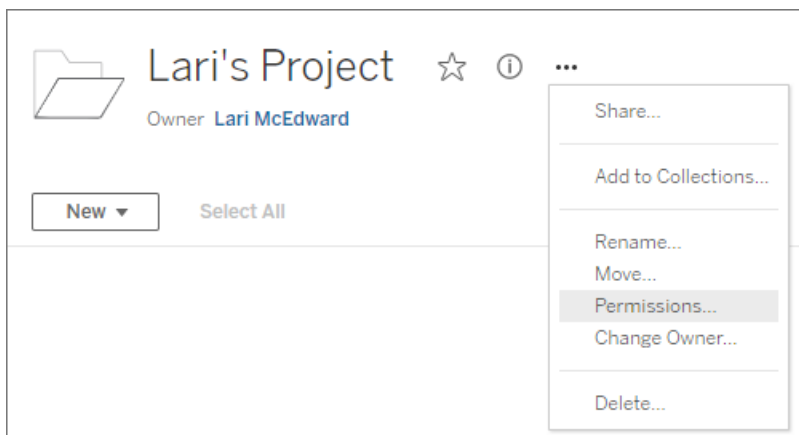 Lari's Project
Owner Lari McEdward
New
Select All
Share...
Add to Collections...
Rename...
Move...
Permissions...
Change Owner...
Delete...